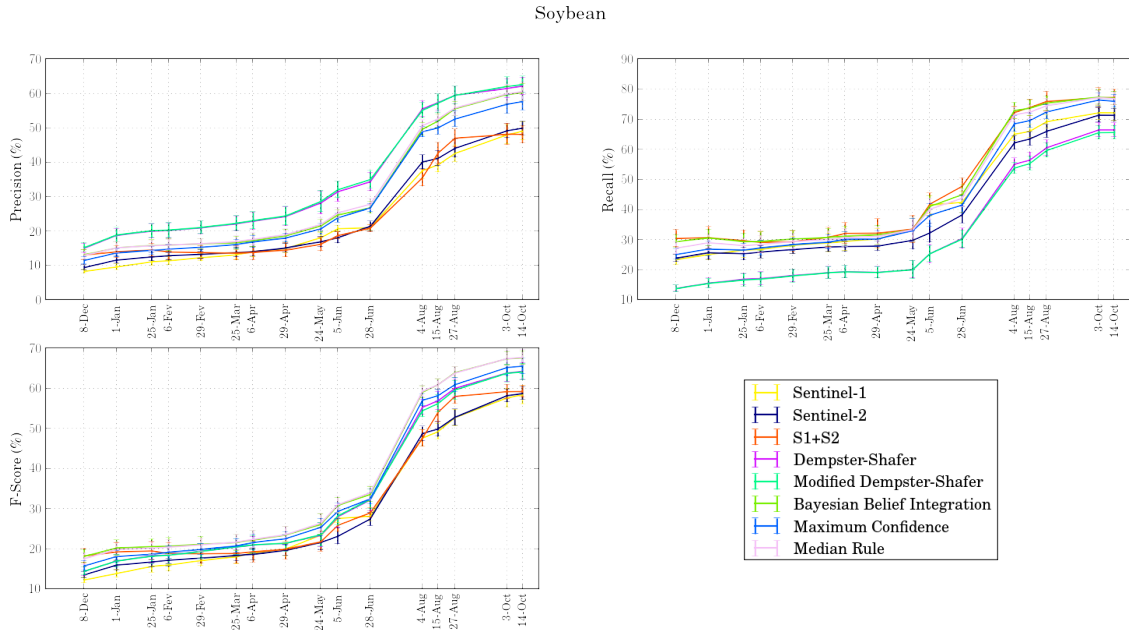 Soybean
Precision (%)
70
60
50
40
30
20
10
0
8-Dec
1-Jan
25-Jan
6-Fev
29-Fev
25-Mar
6-Apr
29-Apr
24-May
5-Jun
28-Jun
4-Aug
15-Aug
27-Aug
3-Oct
14-Oct
Recall (%)
90
80
70
60
50
40
30
20
10
8-Dec
1-Jan
25-Jan
6-Fev
29-Fev
25-Mar
6-Apr
29-Apr
24-May
5-Jun
28-Jun
4-Aug
15-Aug
27-Aug
3-Oct
14-Oct
F-Score (%)
70
60
50
40
30
20
10
8-Dec
1-Jan
25-Jan
6-Fev
29-Fev
25-Mar
6-Apr
29-Apr
24-May
5-Jun
28-Jun
4-Aug
15-Aug
27-Aug
3-Oct
14-Oct
Sentinel-1
Sentinel-2
S1+S2
Dempster-Shafer
Modified Dempster-Shafer
Bayesian Belief Integration
Maximum Confidence
Median Rule